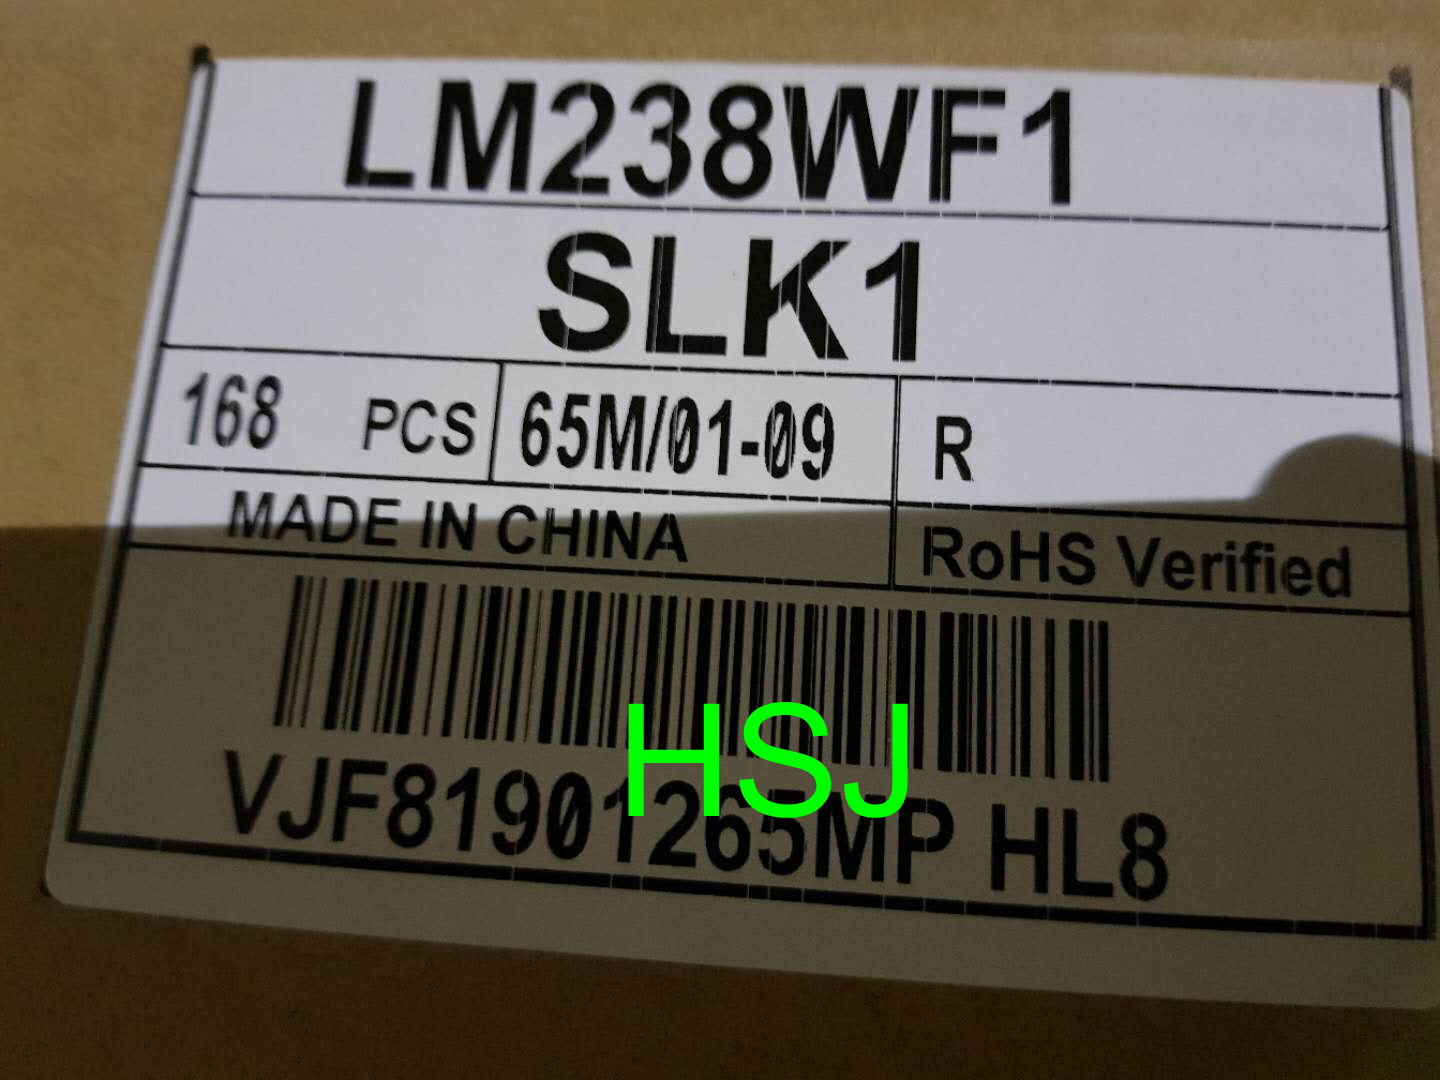 LM238WF1
SLK1
168 PCS 65M/01-09 R
MADE IN CHINA RoHS Verified
HSJ
VJF81901265MP HL8